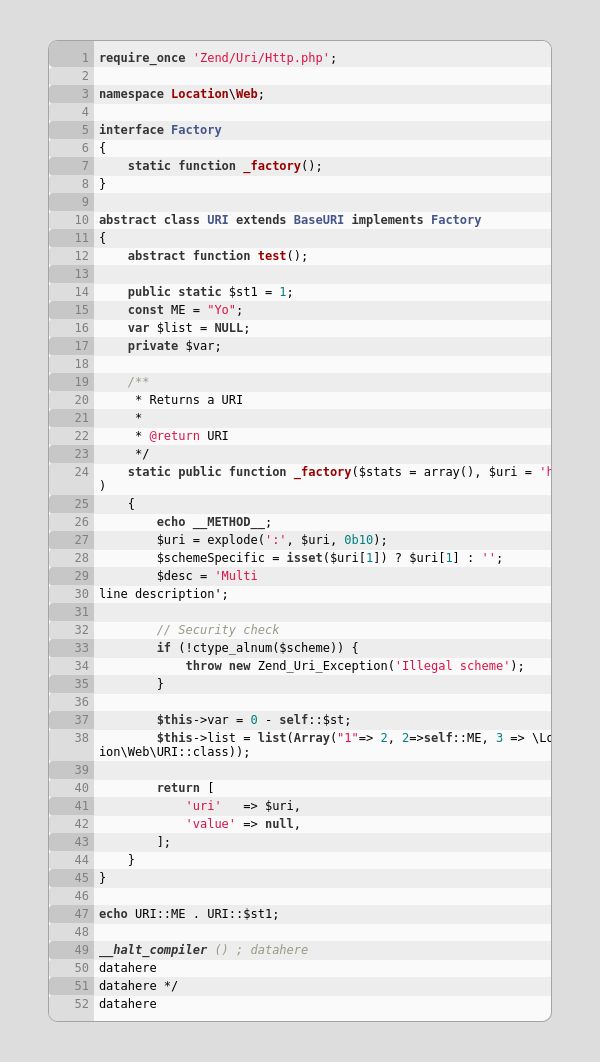 1 require_once 'Zend/Uri/Http.php';
2
3 namespace Location\Web;
4
5 interface Factory
6 {
7     static function _factory();
8 }
9
10 abstract class URI extends BaseURI implements Factory
11 {
12     abstract function test();
13
14     public static $st1 = 1;
15     const ME = "Yo";
16     var $list = NULL;
17     private $var;
18
19     /**
20      * Returns a URI
21      *
22      * @return URI
23      */
24     static public function _factory($stats = array(), $uri = 'h
)
25     {
26         echo __METHOD__;
27         $uri = explode(':', $uri, 0b10);
28         $schemeSpecific = isset($uri[1]) ? $uri[1] : '';
29         $desc = 'Multi
30 line description';
31
32         // Security check
33         if (!ctype_alnum($scheme)) {
34             throw new Zend_Uri_Exception('Illegal scheme');
35         }
36
37         $this->var = 0 - self::$st;
38         $this->list = list(Array("1"=> 2, 2=>self::ME, 3 => \Lo
ion\Web\URI::class));
39
40         return [
41             'uri'   => $uri,
42             'value' => null,
43         ];
44     }
45 }
46
47 echo URI::ME . URI::$st1;
48
49 __halt_compiler () ; datahere
50 datahere
51 datahere */
52 datahere